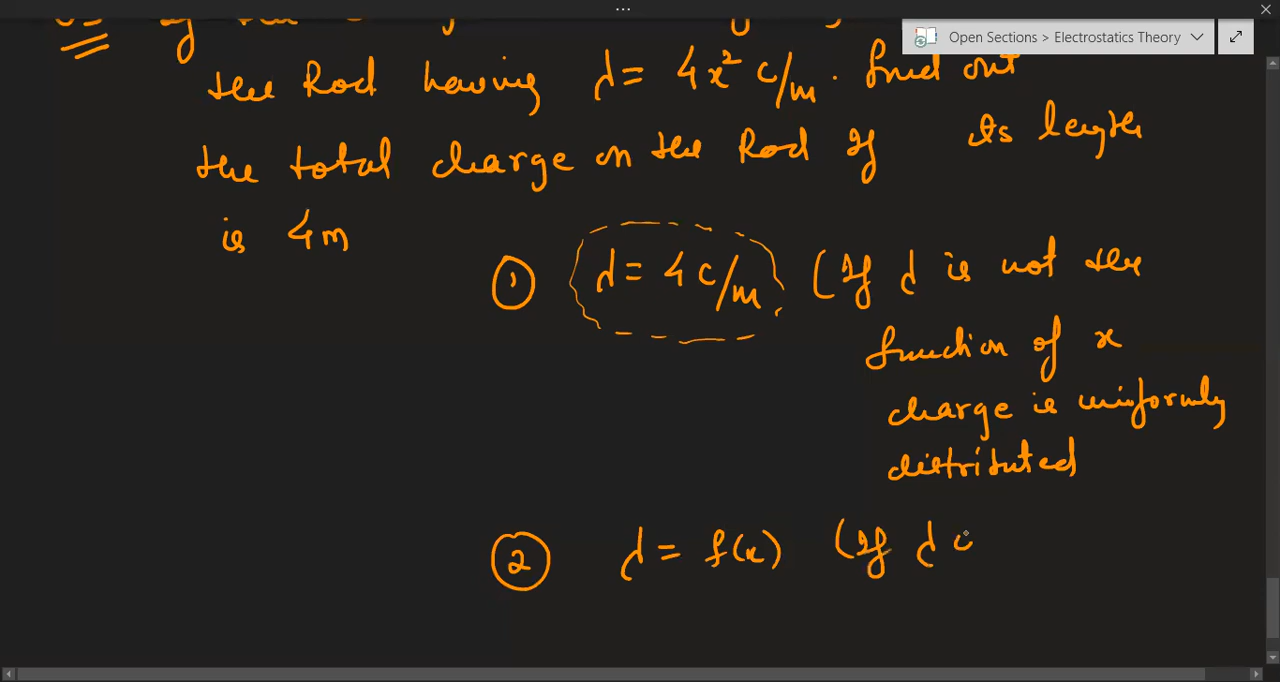 Open Sections > Electrostatics Theory
the Rod having λ = 4x² c/m. find out
the total charge on the Rod If its length
is 4m
① λ = 4 c/m. (If λ is not the
function of x
charge is uniformly
distributed
② λ = f(x) (If λ c